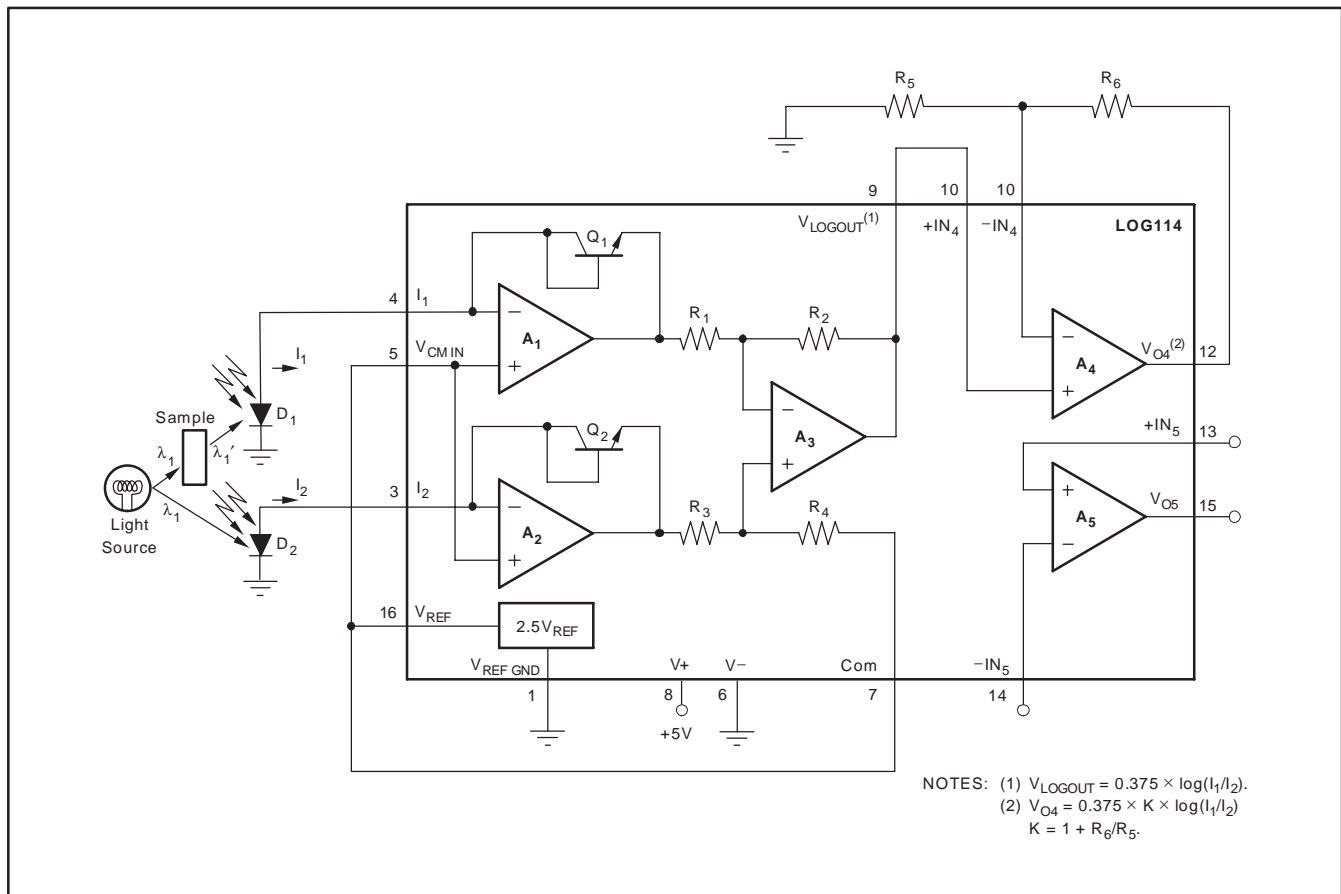 R5
R6
9
10
10
VLOGOUT(1)
+IN4
−IN4
LOG114
Q1
4
I1
R1
R2
A1
5
VCM IN
I1
A4
VO4(2)
12
Sample
D1
+IN5
13
λ1
λ1′
Q2
A3
I2
3
I2
λ1
Light
Source
D2
A2
R3
R4
A5
VO5
15
16
VREF
2.5VREF
VREF GND
V+
V−
Com
−IN5
1
8
6
7
14
+5V
NOTES: (1) VLOGOUT = 0.375 × log(I1/I2).
(2) VO4 = 0.375 × K × log(I1/I2)
K = 1 + R6/R5.